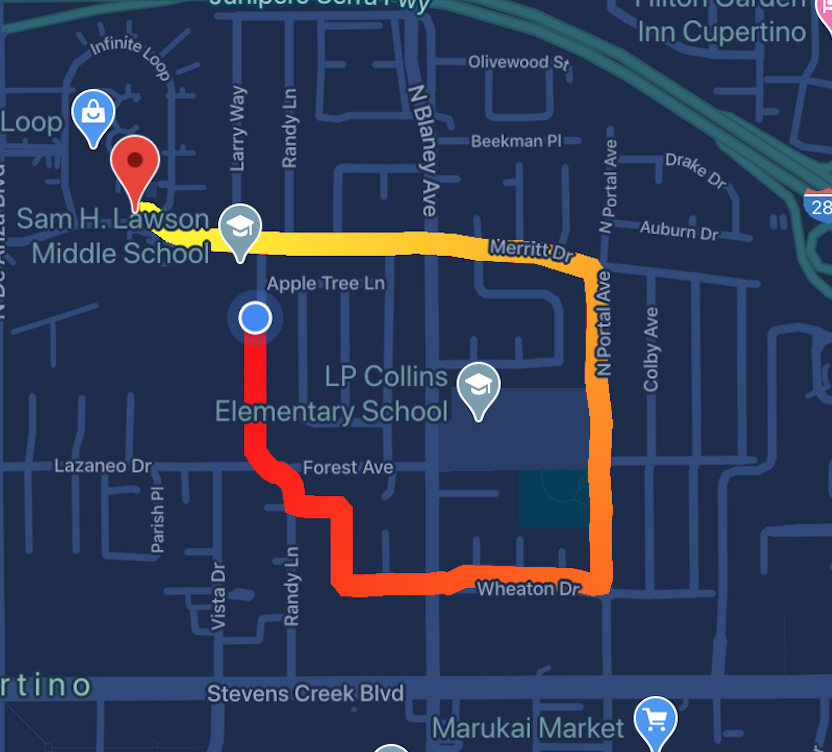 Junipero Serra Fwy
Hilton Garden
Inn Cupertino
Infinite Loop
Olivewood St
Loop
Larry Way
Randy Ln
N Blaney Ave
Beekman Pl
N Portal Ave
Drake Dr
28
Sam H. Lawson
Middle School
Auburn Dr
Merritt Dr
N De Anza Blvd
Apple Tree Ln
N Portal Ave
Colby Ave
LP Collins
Elementary School
Lazaneo Dr
Forest Ave
Parish Pl
Vista Dr
Randy Ln
Wheaton Dr
rtino
Stevens Creek Blvd
Marukai Market